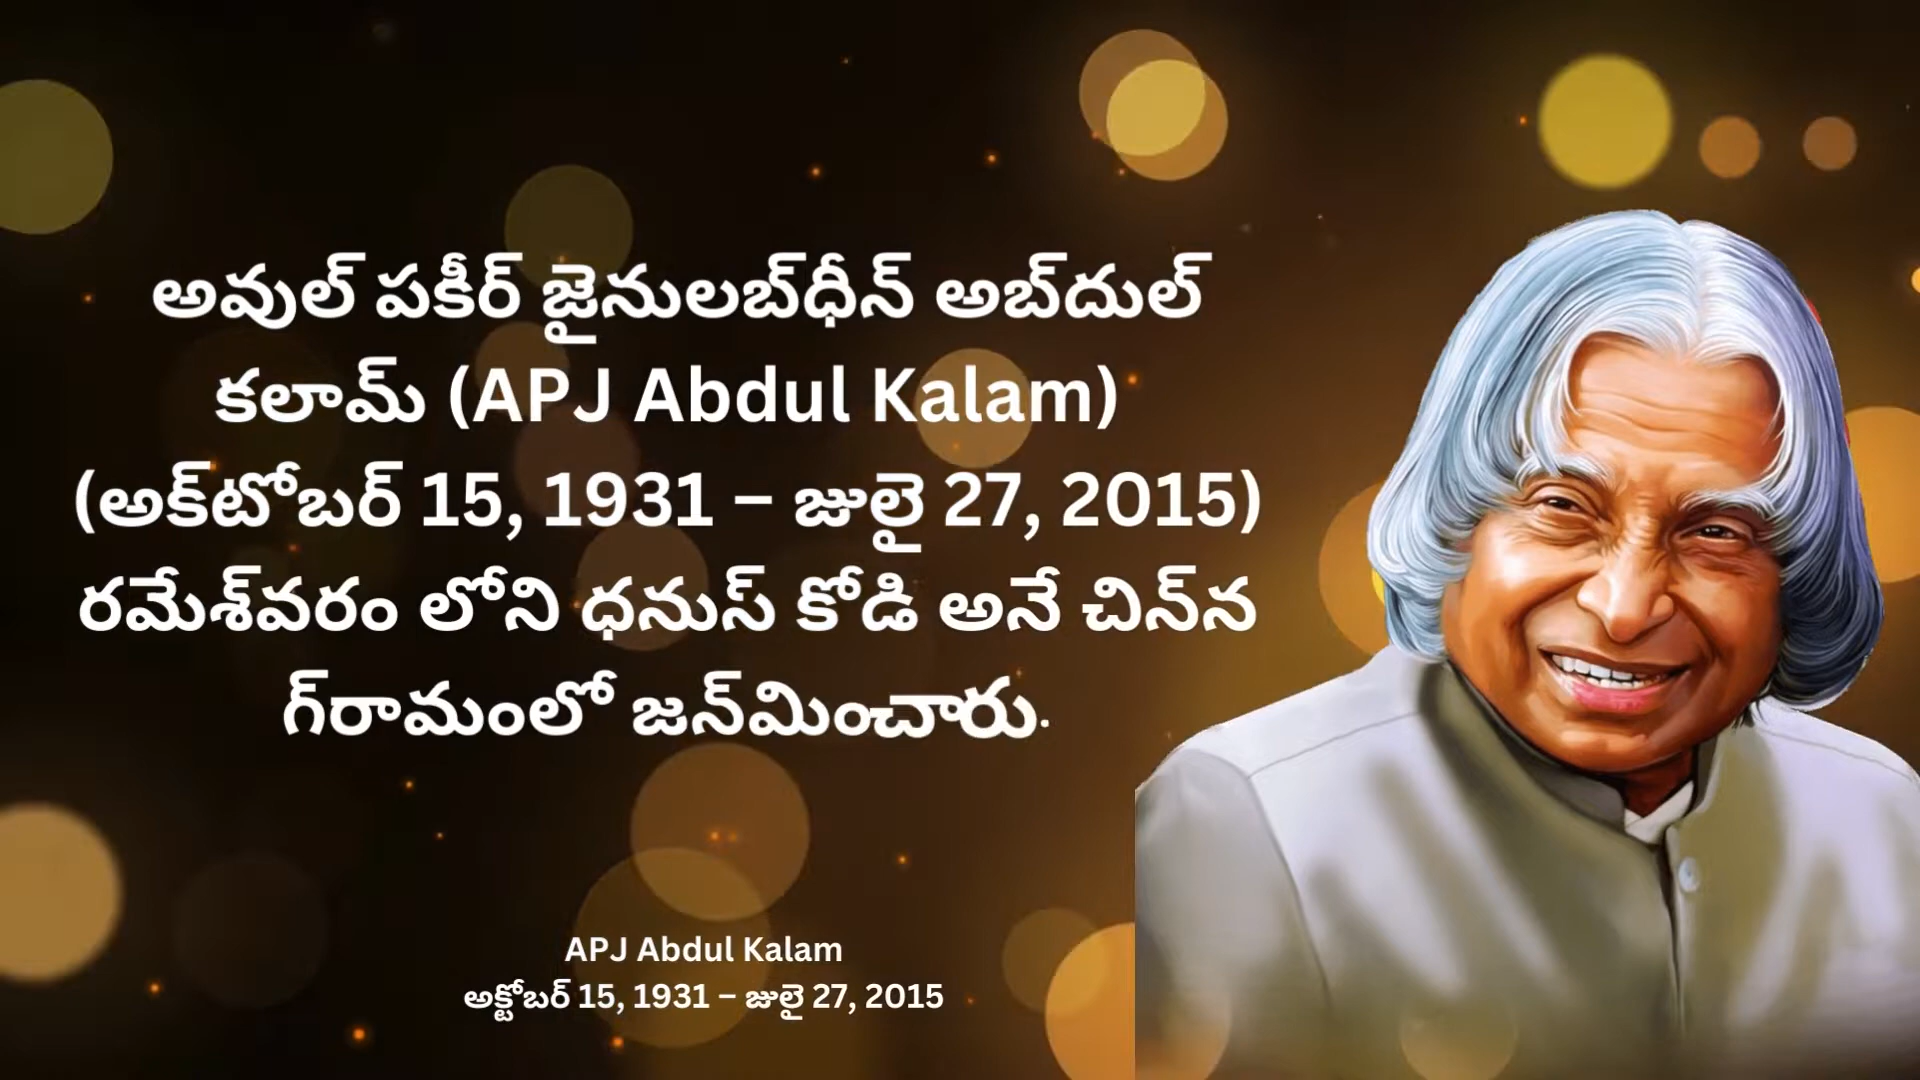 అవుల్ పకీర్ జైనులబ్‌ధీన్ అబ్‌దుల్
కలామ్ (APJ Abdul Kalam)
(అక్‌టోబర్ 15, 1931 – జులై 27, 2015)
రమేశ్‌వరం లోని ధనుస్ కోడి అనే చిన్‌న
గ్‌రామంలో జన్‌మించారు.
APJ Abdul Kalam
అక్టోబర్ 15, 1931 – జులై 27, 2015